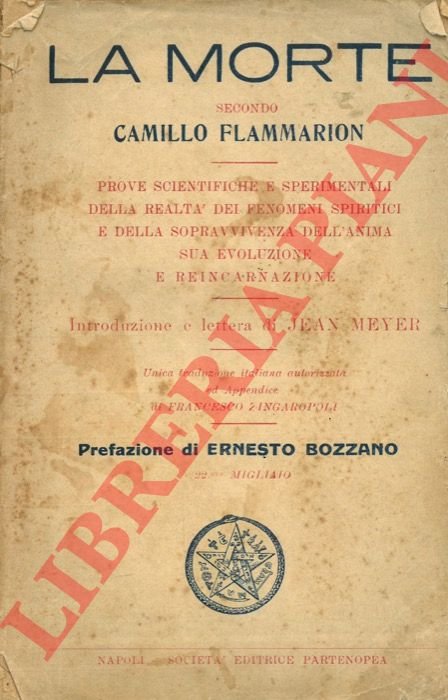 LA MORTE
SECONDO
CAMILLO FLAMMARION
PROVE SCIENTIFICHE E SPERIMENTALI
DELLA REALTA' DEI FENOMENI SPIRITICI
E DELLA SOPRAVVIVENZA DELL'ANIMA
SUA EVOLUZIONE
E REINCARNAZIONE
Introduzione e lettera di JEAN MEYER
Unica traduzione italiana autorizzata
ed Appendice
di FRANCESCO ZINGAROPOLI
Prefazione di ERNESTO BOZZANO
22 MIGLIAIO
NAPOLI SOCIETÀ EDITRICE PARTENOPEA
LIBRERIA PIANI